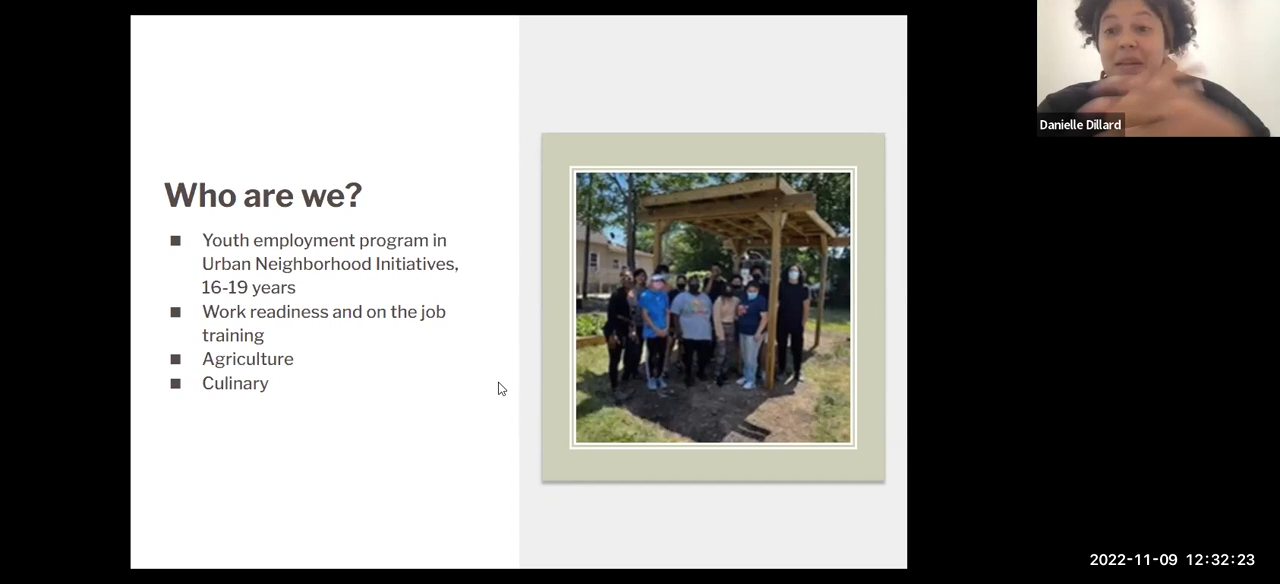 Who are we?
■ Youth employment program in
Urban Neighborhood Initiatives,
16-19 years
■ Work readiness and on the job
training
■ Agriculture
■ Culinary
Danielle Dillard
2022-11-09 12:32:23